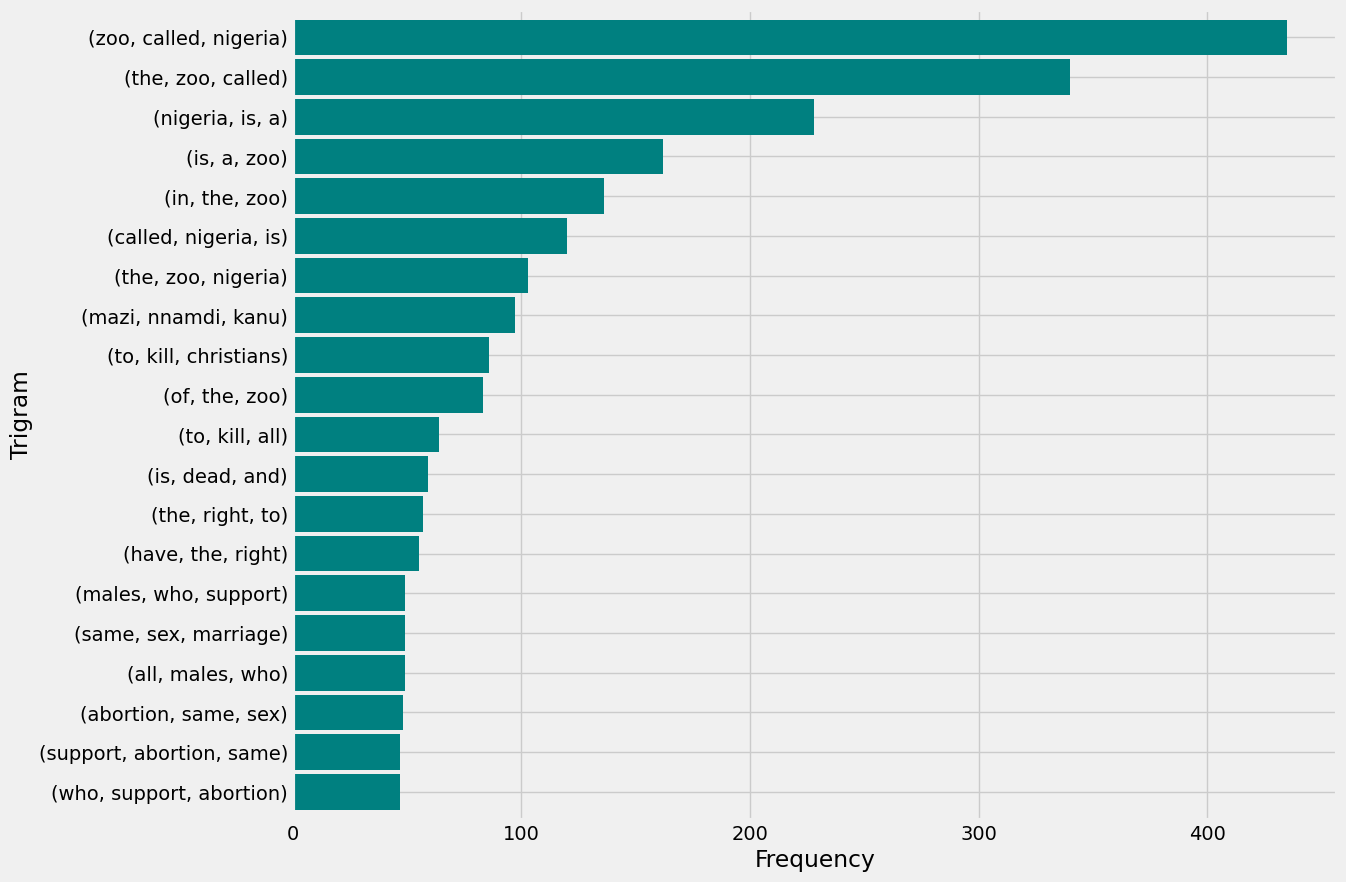 (zoo, called, nigeria)
(the, zoo, called)
(nigeria, is, a)
(is, a, zoo)
(in, the, zoo)
(called, nigeria, is)
(the, zoo, nigeria)
(mazi, nnamdi, kanu)
(to, kill, christians)
(of, the, zoo)
(to, kill, all)
(is, dead, and)
(the, right, to)
(have, the, right)
(males, who, support)
(same, sex, marriage)
(all, males, who)
(abortion, same, sex)
(support, abortion, same)
(who, support, abortion)
Trigram
0 100 200 300 400
Frequency